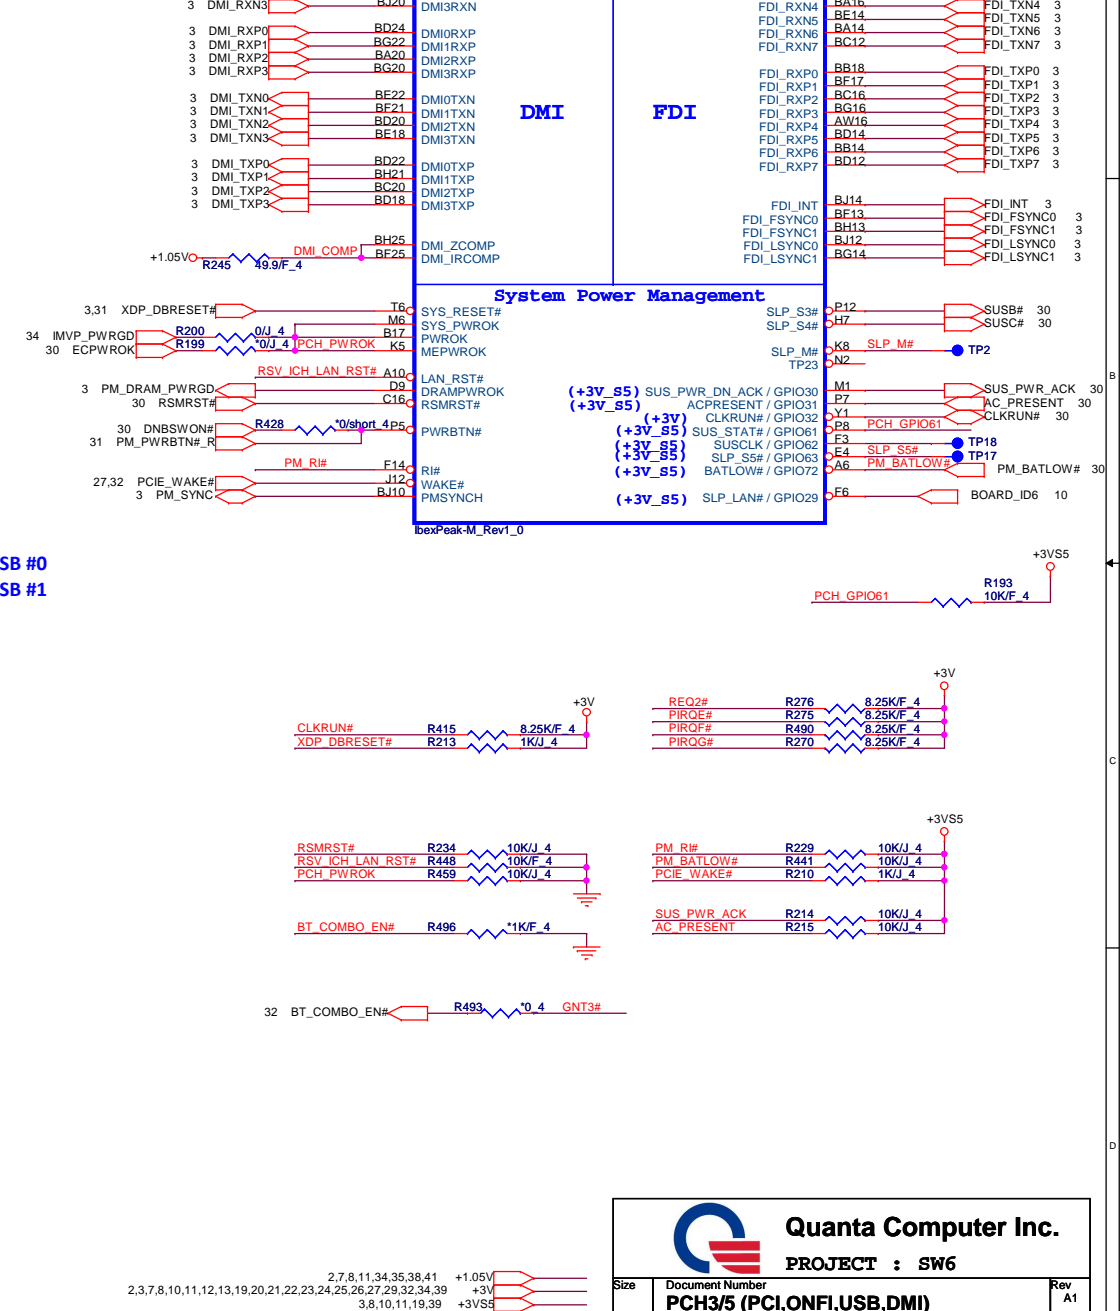 3 DMI_RXN3 BJ20 DMI3RXN
3 DMI_RXP0 BD24 DMI0RXP
3 DMI_RXP1 BG22 DMI1RXP
3 DMI_RXP2 BA20 DMI2RXP
3 DMI_RXP3 BG20 DMI3RXP
3 DMI_TXN0 BE22 DMI0TXN
3 DMI_TXN1 BF21 DMI1TXN
3 DMI_TXN2 BD20 DMI2TXN
3 DMI_TXN3 BE18 DMI3TXN
3 DMI_TXP0 BD22 DMI0TXP
3 DMI_TXP1 BH21 DMI1TXP
3 DMI_TXP2 BC20 DMI2TXP
3 DMI_TXP3 BD18 DMI3TXP
+1.05V R245 49.9/F_4 DMI_COMP BH25 DMI_ZCOMP
BF25 DMI_IRCOMP
DMI FDI
FDI_RXN4 BA16 FDI_TXN4 3
FDI_RXN5 BE14 FDI_TXN5 3
FDI_RXN6 BA14 FDI_TXN6 3
FDI_RXN7 BC12 FDI_TXN7 3
FDI_RXP0 BB18 FDI_TXP0 3
FDI_RXP1 BF17 FDI_TXP1 3
FDI_RXP2 BC16 FDI_TXP2 3
FDI_RXP3 BG16 FDI_TXP3 3
FDI_RXP4 AW16 FDI_TXP4 3
FDI_RXP5 BD14 FDI_TXP5 3
FDI_RXP6 BB14 FDI_TXP6 3
FDI_RXP7 BD12 FDI_TXP7 3
FDI_INT BJ14 FDI_INT 3
FDI_FSYNC0 BF13 FDI_FSYNC0 3
FDI_FSYNC1 BH13 FDI_FSYNC1 3
FDI_LSYNC0 BJ12 FDI_LSYNC0 3
FDI_LSYNC1 BG14 FDI_LSYNC1 3
System Power Management
3,31 XDP_DBRESET# T6 SYS_RESET#
M6 SYS_PWROK
34 IMVP_PWRGD R200 0/J_4 B17 PWROK
30 ECPWROK R199 *0/J_4 PCH_PWROK K5 MEPWROK
RSV_ICH_LAN_RST# A10 LAN_RST#
3 PM_DRAM_PWRGD D9 DRAMPWROK
30 RSMRST# C16 RSMRST#
30 DNBSWON# R428 *0/short_4 P5 PWRBTN#
31 PM_PWRBTN#_R
PM_RI# F14 RI#
27,32 PCIE_WAKE# J12 WAKE#
3 PM_SYNC BJ10 PMSYNCH
SLP_S3# P12 SUSB# 30
SLP_S4# H7 SUSC# 30
SLP_M# K8 SLP_M# TP2
TP23 N2
(+3V_S5) SUS_PWR_DN_ACK / GPIO30 M1 SUS_PWR_ACK 30
(+3V_S5) ACPRESENT / GPIO31 P7 AC_PRESENT 30
(+3V) CLKRUN# / GPIO32 Y1 CLKRUN# 30
(+3V_S5) SUS_STAT# / GPIO61 P8 PCH_GPIO61
(+3V_S5) SUSCLK / GPIO62 F3 TP18
(+3V_S5) SLP_S5# / GPIO63 E4 SLP_S5# TP17
(+3V_S5) BATLOW# / GPIO72 A6 PM_BATLOW# PM_BATLOW# 30
(+3V_S5) SLP_LAN# / GPIO29 F6 BOARD_ID6 10
IbexPeak-M_Rev1_0
SB #0
SB #1
+3VS5
PCH_GPIO61 R193 10K/F_4
+3V
CLKRUN# R415 8.25K/F_4
XDP_DBRESET# R213 1K/J_4
+3V
REQ2# R276 8.25K/F_4
PIRQE# R275 8.25K/F_4
PIRQF# R490 8.25K/F_4
PIRQG# R270 8.25K/F_4
RSMRST# R234 10K/J_4
RSV_ICH_LAN_RST# R448 10K/F_4
PCH_PWROK R459 10K/J_4
BT_COMBO_EN# R496 *1K/F_4
+3VS5
PM_RI# R229 10K/J_4
PM_BATLOW# R441 10K/J_4
PCIE_WAKE# R210 1K/J_4
SUS_PWR_ACK R214 10K/J_4
AC_PRESENT R215 10K/J_4
32 BT_COMBO_EN# R493 *0_4 GNT3#
B
C
D
2,7,8,11,34,35,38,41 +1.05V
2,3,7,8,10,11,12,13,19,20,21,22,23,24,25,26,27,29,32,34,39 +3V
3,8,10,11,19,39 +3VS5
Quanta Computer Inc.
PROJECT : SW6
Size Document Number Rev
PCH3/5 (PCI,ONFI,USB,DMI) A1